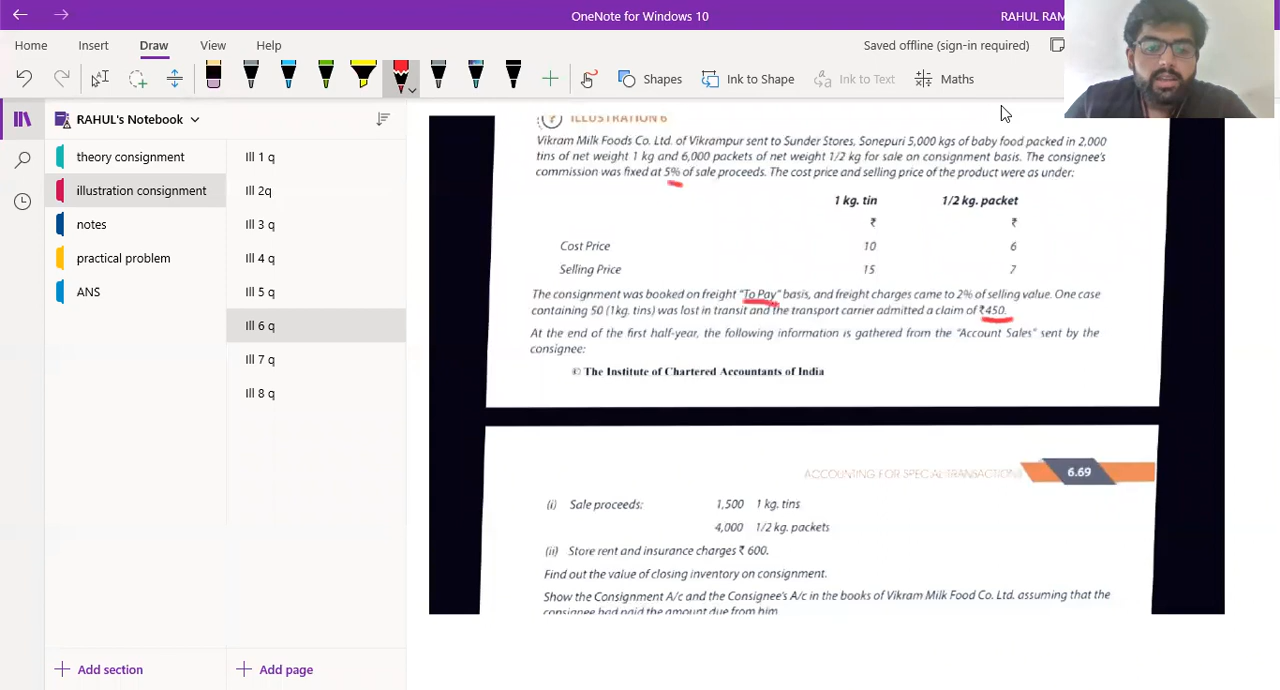 OneNote for Windows 10
RAHUL RAM
Home Insert Draw View Help
Saved offline (sign-in required)
Shapes Ink to Shape Ink to Text Maths
RAHUL's Notebook
theory consignment
illustration consignment
notes
practical problem
ANS
Ill 1 q
Ill 2q
Ill 3 q
Ill 4 q
Ill 5 q
Ill 6 q
Ill 7 q
Ill 8 q
Add section
Add page
? ILLUSTRATION 6
Vikram Milk Foods Co. Ltd. of Vikrampur sent to Sunder Stores, Sonepuri 5,000 kgs of baby food packed in 2,000
tins of net weight 1 kg and 6,000 packets of net weight 1/2 kg for sale on consignment basis. The consignee's
commission was fixed at 5% of sale proceeds. The cost price and selling price of the product were as under:
1 kg. tin 1/2 kg. packet
₹ ₹
Cost Price 10 6
Selling Price 15 7
The consignment was booked on freight "To Pay" basis, and freight charges came to 2% of selling value. One case
containing 50 (1kg. tins) was lost in transit and the transport carrier admitted a claim of ₹450.
At the end of the first half-year, the following information is gathered from the "Account Sales" sent by the
consignee:
© The Institute of Chartered Accountants of India
ACCOUNTING FOR SPECIAL TRANSACTIONS 6.69
(i) Sale proceeds: 1,500 1 kg. tins
4,000 1/2 kg. packets
(ii) Store rent and insurance charges ₹ 600.
Find out the value of closing inventory on consignment.
Show the Consignment A/c and the Consignee's A/c in the books of Vikram Milk Food Co. Ltd. assuming that the
consignee had paid the amount due from him.